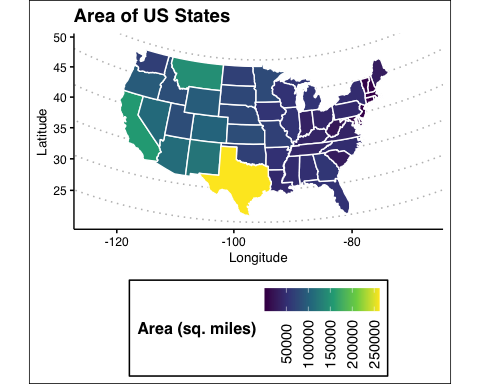 Area of US States
50
45
40
35
30
25
Latitude
-120 -100 -80
Longitude
Area (sq. miles)
50000
100000
150000
200000
250000